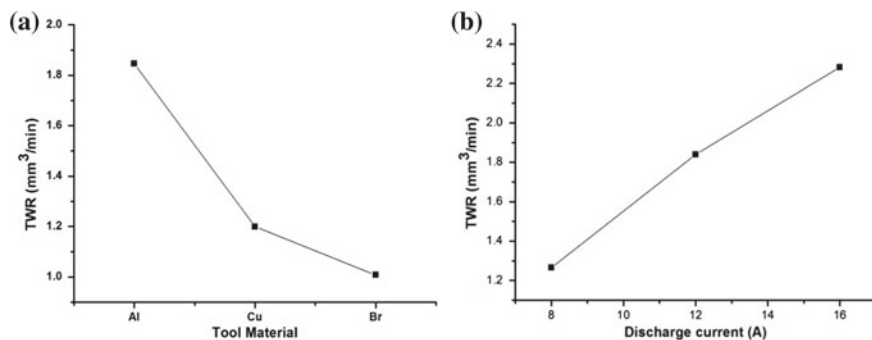 (a)
2.0
1.8
1.6
1.4
1.2
1.0
TWR (mm³/min)
Al Cu Br
Tool Material
(b)
2.4
2.2
2.0
1.8
1.6
1.4
1.2
TWR (mm³/min)
8 10 12 14 16
Discharge current (A)